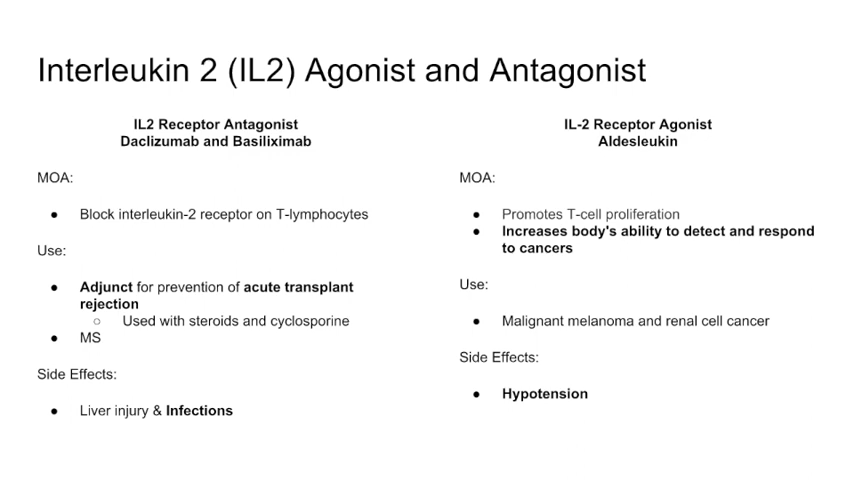 Interleukin 2 (IL2) Agonist and Antagonist
IL2 Receptor Antagonist
Daclizumab and Basiliximab
MOA:
● Block interleukin-2 receptor on T-lymphocytes
Use:
● Adjunct for prevention of acute transplant
rejection
○ Used with steroids and cyclosporine
● MS
Side Effects:
● Liver injury & Infections
IL-2 Receptor Agonist
Aldesleukin
MOA:
● Promotes T-cell proliferation
● Increases body's ability to detect and respond
to cancers
Use:
● Malignant melanoma and renal cell cancer
Side Effects:
● Hypotension